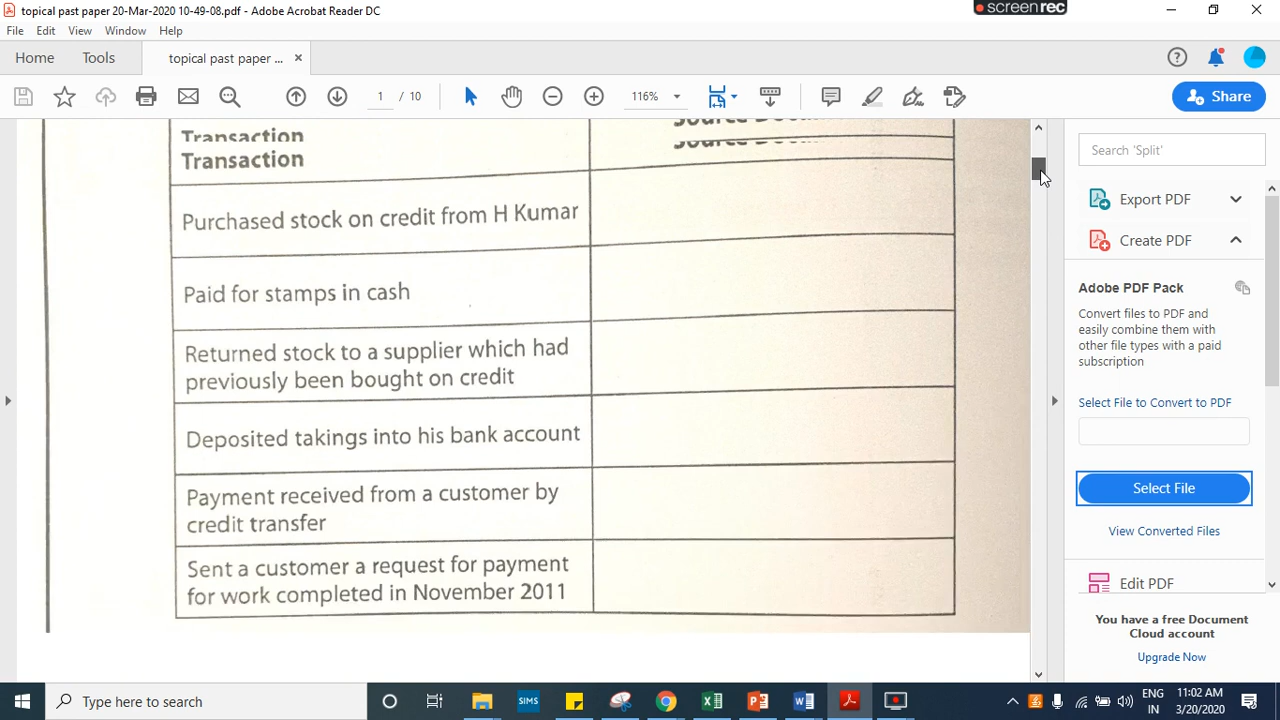 topical past paper 20-Mar-2020 10-49-08.pdf - Adobe Acrobat Reader DC
screen rec
File Edit View Window Help
Home Tools topical past paper ... ×
1 / 10 116% Share
Transaction
Transaction
Purchased stock on credit from H Kumar
Paid for stamps in cash
Returned stock to a supplier which had
previously been bought on credit
Deposited takings into his bank account
Payment received from a customer by
credit transfer
Sent a customer a request for payment
for work completed in November 2011
Search 'Split'
Export PDF
Create PDF
Adobe PDF Pack
Convert files to PDF and
easily combine them with
other file types with a paid
subscription
Select File to Convert to PDF
Select File
View Converted Files
Edit PDF
You have a free Document
Cloud account
Upgrade Now
Type here to search
SIMS
ENG
IN
11:02 AM
3/20/2020